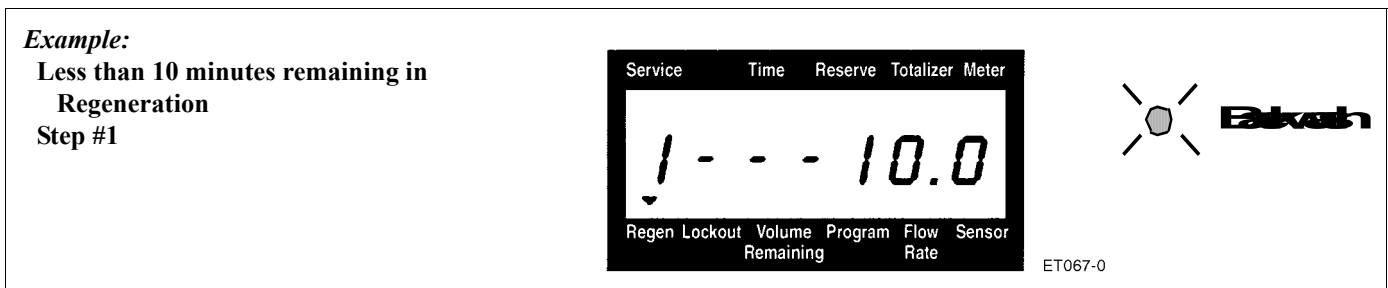 Example:
Less than 10 minutes remaining in
Regeneration
Step #1
Service Time Reserve Totalizer Meter
1 - - - 10.0
Regen Lockout Volume Remaining Program Flow Rate Sensor
Backwash
ET067-0